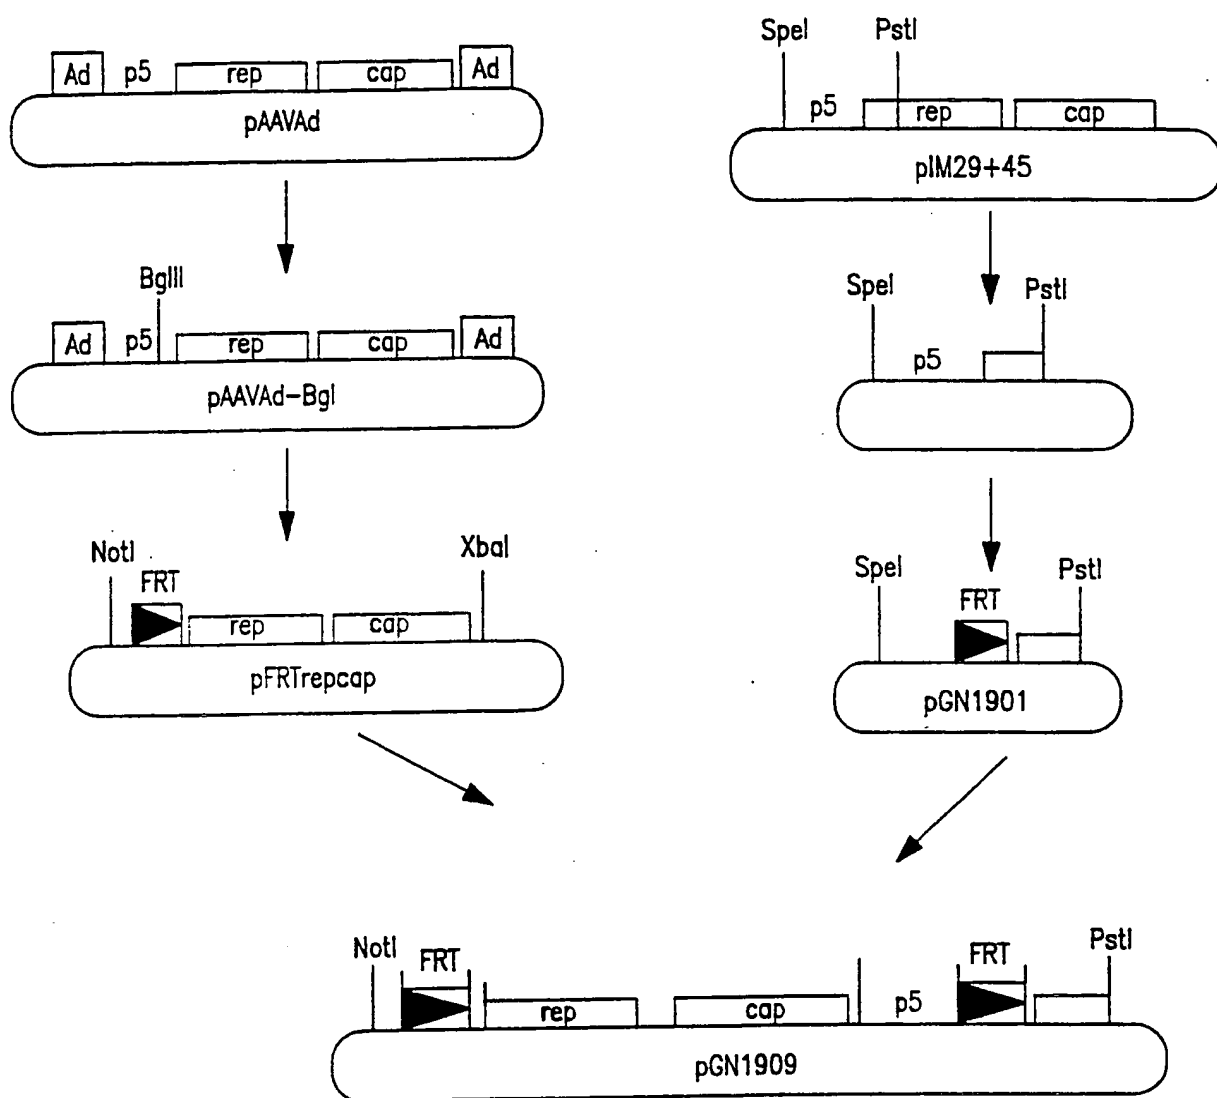 Ad p5 rep cap Ad
pAAVAd
SpeI PstI
p5 rep cap
pIM29+45
BglII
Ad p5 rep cap Ad
pAAVAd-Bgl
SpeI PstI
p5
NotI XbaI
FRT
rep cap
pFRTrepcap
SpeI PstI
FRT
pGN1901
NotI FRT FRT PstI
rep cap p5
pGN1909